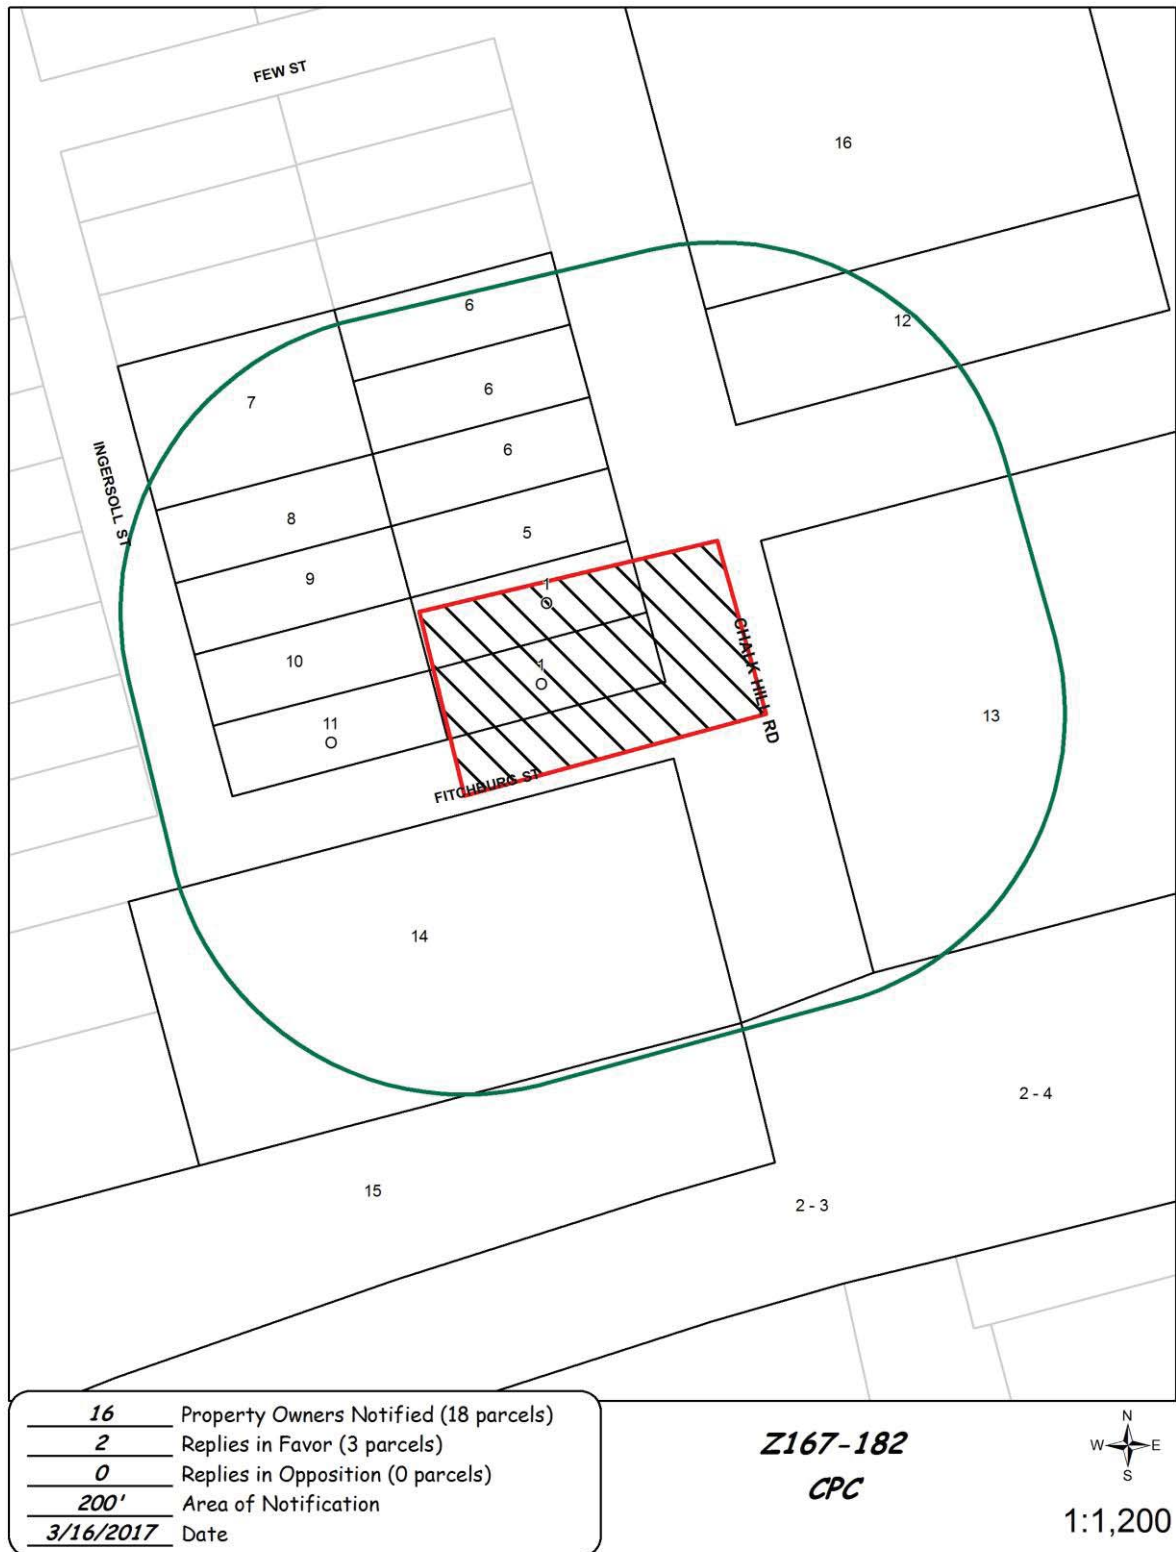 FEW ST
16
6
12
6
7
6
INGERSOLL ST
8
5
9
1
O
CHALK HILL RD
10
1
O
11
O
13
FITCHBURG ST
14
2 - 4
15
2 - 3
16 Property Owners Notified (18 parcels)
2 Replies in Favor (3 parcels)
0 Replies in Opposition (0 parcels)
200' Area of Notification
3/16/2017 Date
Z167-182
CPC
N
W E
S
1:1,200